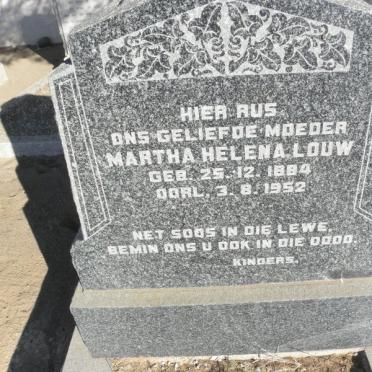 HIER RUS
ONS GELIEFDE MOEDER
MARTHA HELENA LOUW
GEB. 25. 12. 1884
OORL. 3. 8. 1952
NET SOOS IN DIE LEWE,
BEMIN ONS U OOK IN DIE DOOD.
KINDERS.